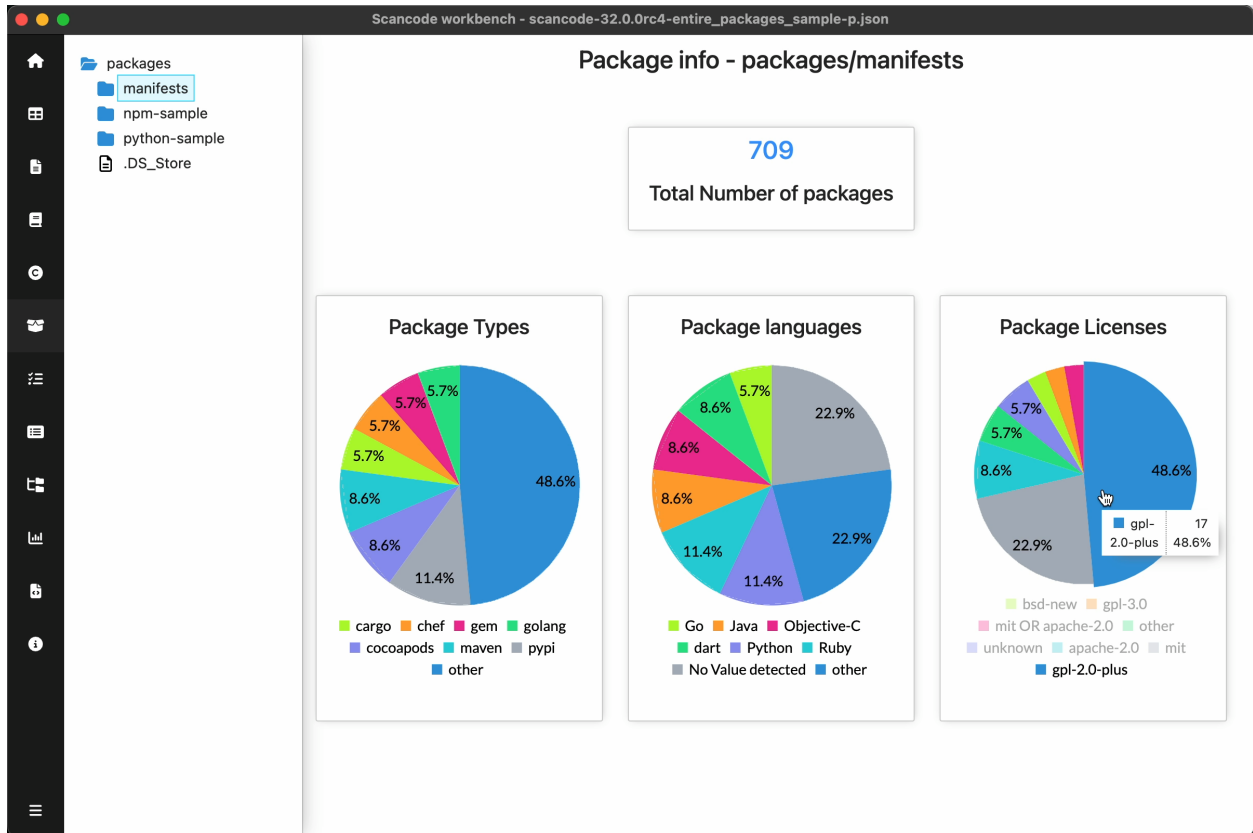 Scancode workbench - scancode-32.0.0rc4-entire_packages_sample-p.json
packages
manifests
npm-sample
python-sample
.DS_Store
Package info - packages/manifests
709
Total Number of packages
Package Types
5.7%
5.7%
5.7%
5.7%
8.6%
8.6%
11.4%
48.6%
cargo chef gem golang
cocoapods maven pypi
other
Package languages
5.7%
8.6%
8.6%
8.6%
11.4%
11.4%
22.9%
22.9%
Go Java Objective-C
dart Python Ruby
No Value detected other
Package Licenses
5.7%
5.7%
8.6%
22.9%
48.6%
gpl- 17
2.0-plus 48.6%
bsd-new gpl-3.0
mit OR apache-2.0 other
unknown apache-2.0 mit
gpl-2.0-plus